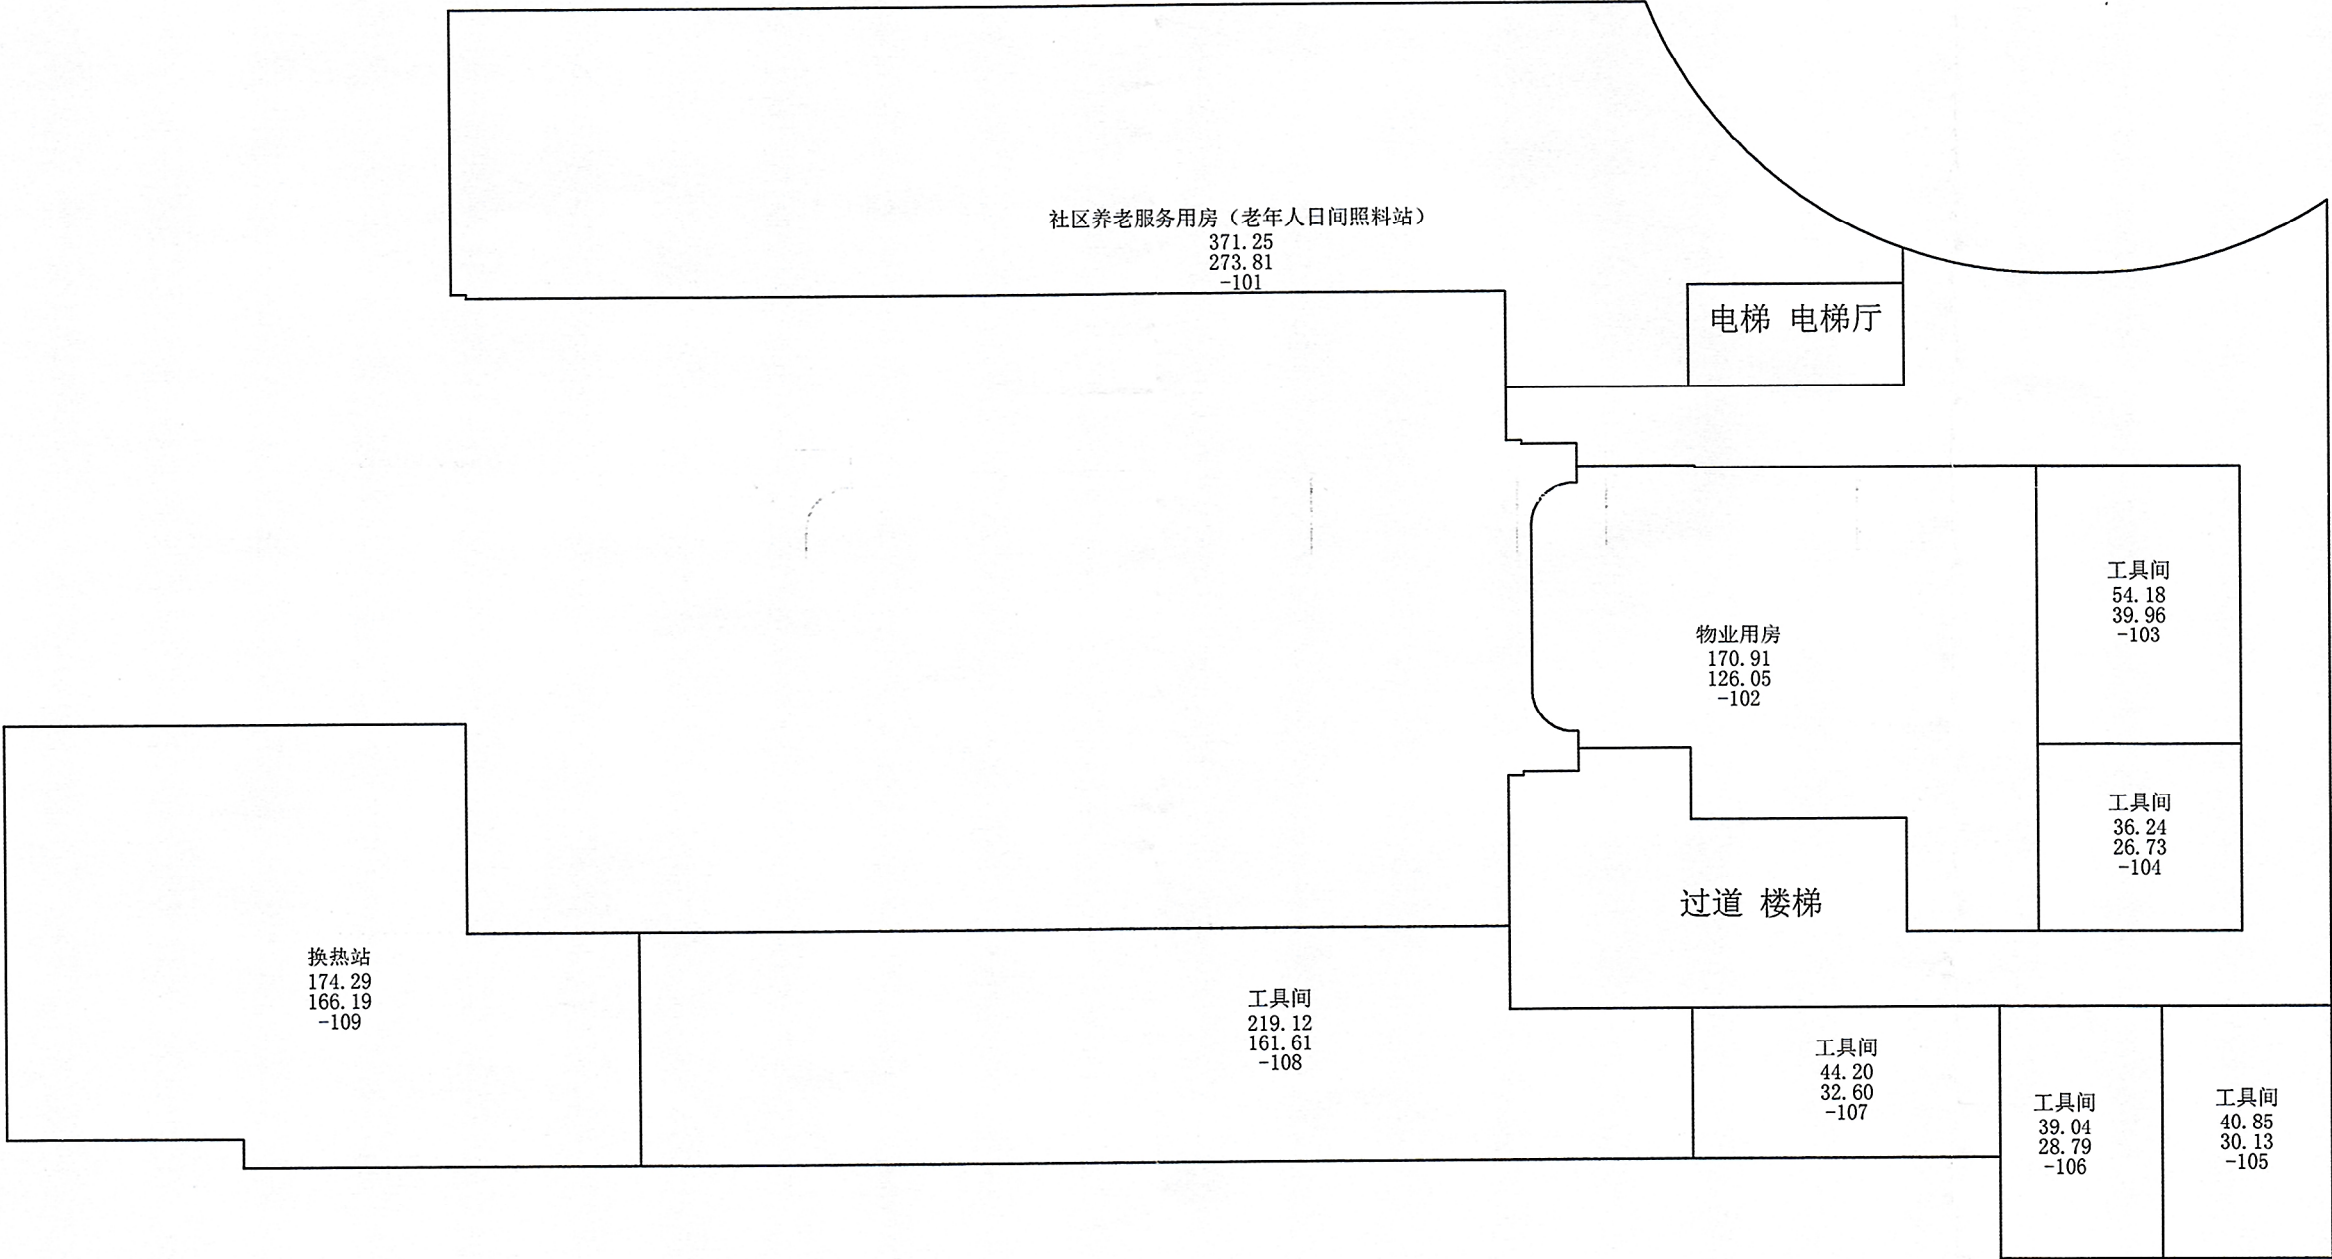 社区养老服务用房（老年人日间照料站）
371.25
273.81
-101
电梯 电梯厅
工具间
54.18
39.96
-103
物业用房
170.91
126.05
-102
工具间
36.24
26.73
-104
过道 楼梯
换热站
174.29
166.19
-109
工具间
219.12
161.61
-108
工具间
44.20
32.60
-107
工具间
39.04
28.79
-106
工具间
40.85
30.13
-105